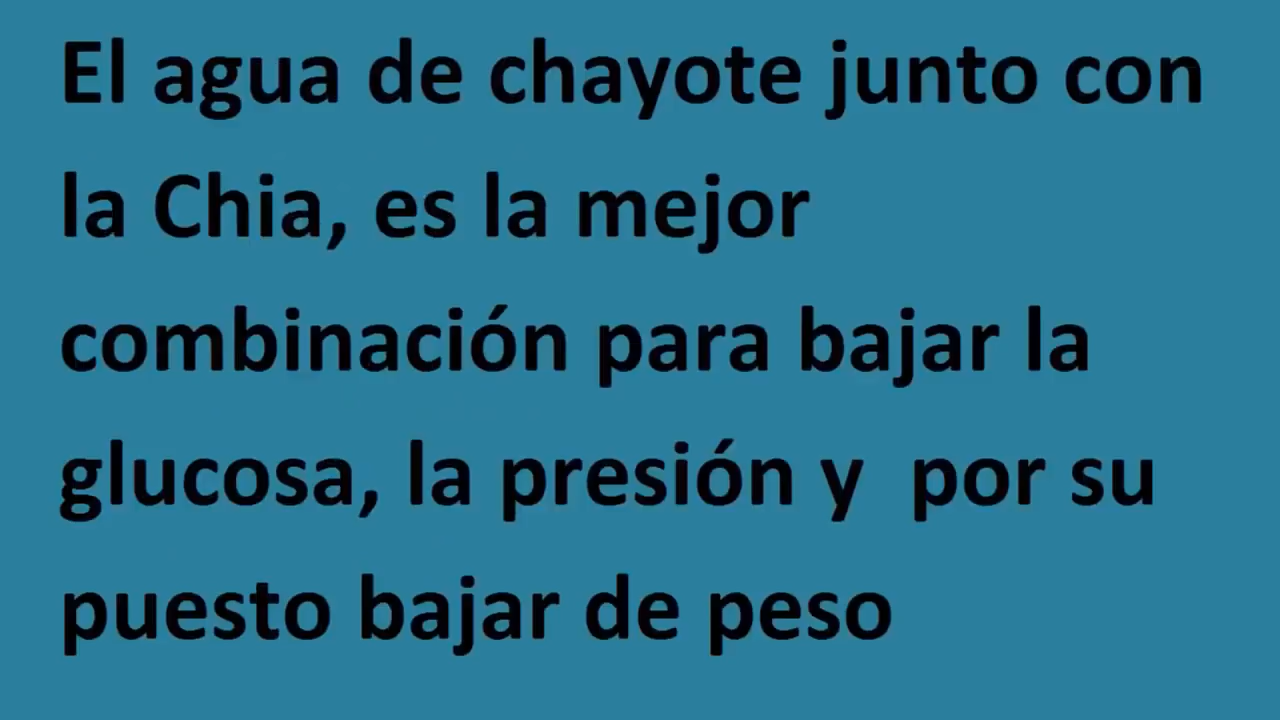 El agua de chayote junto con
la Chia, es la mejor
combinación para bajar la
glucosa, la presión y  por su
puesto bajar de peso